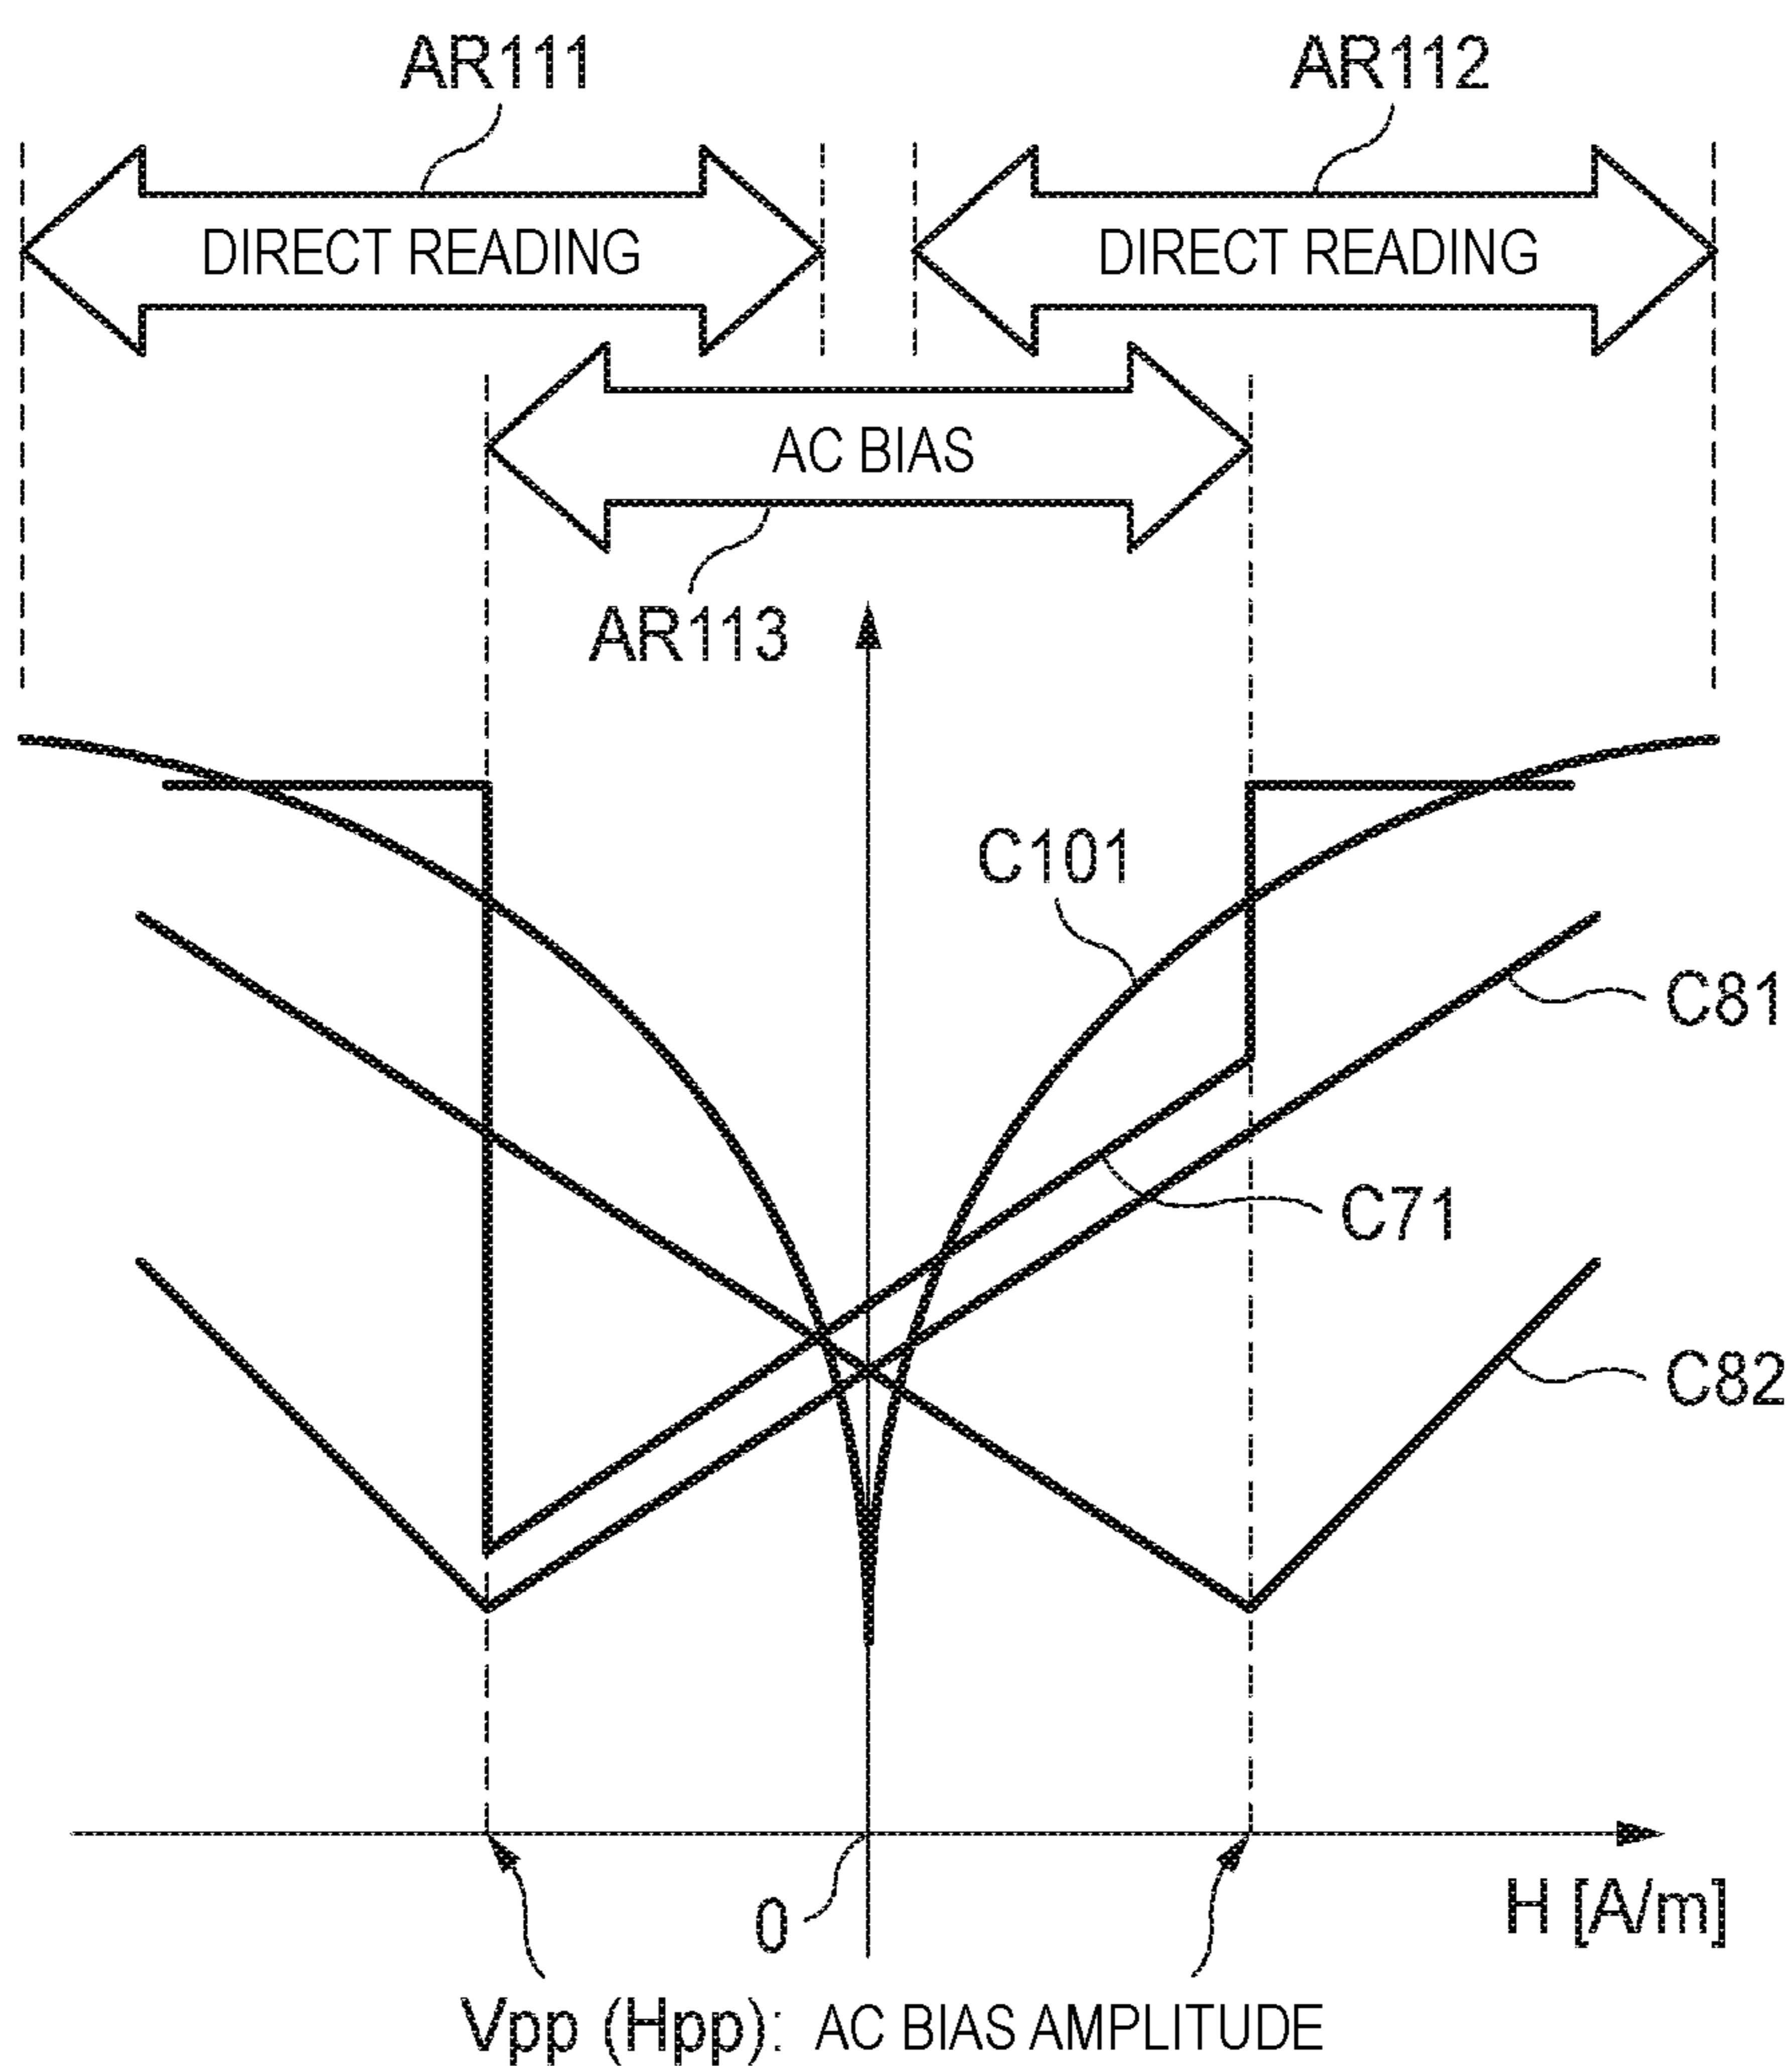 AR111 AR112
DIRECT READING DIRECT READING
AC BIAS
AR113
C101
C81
C71
C82
0
H [A/m]
Vpp (Hpp): AC BIAS AMPLITUDE